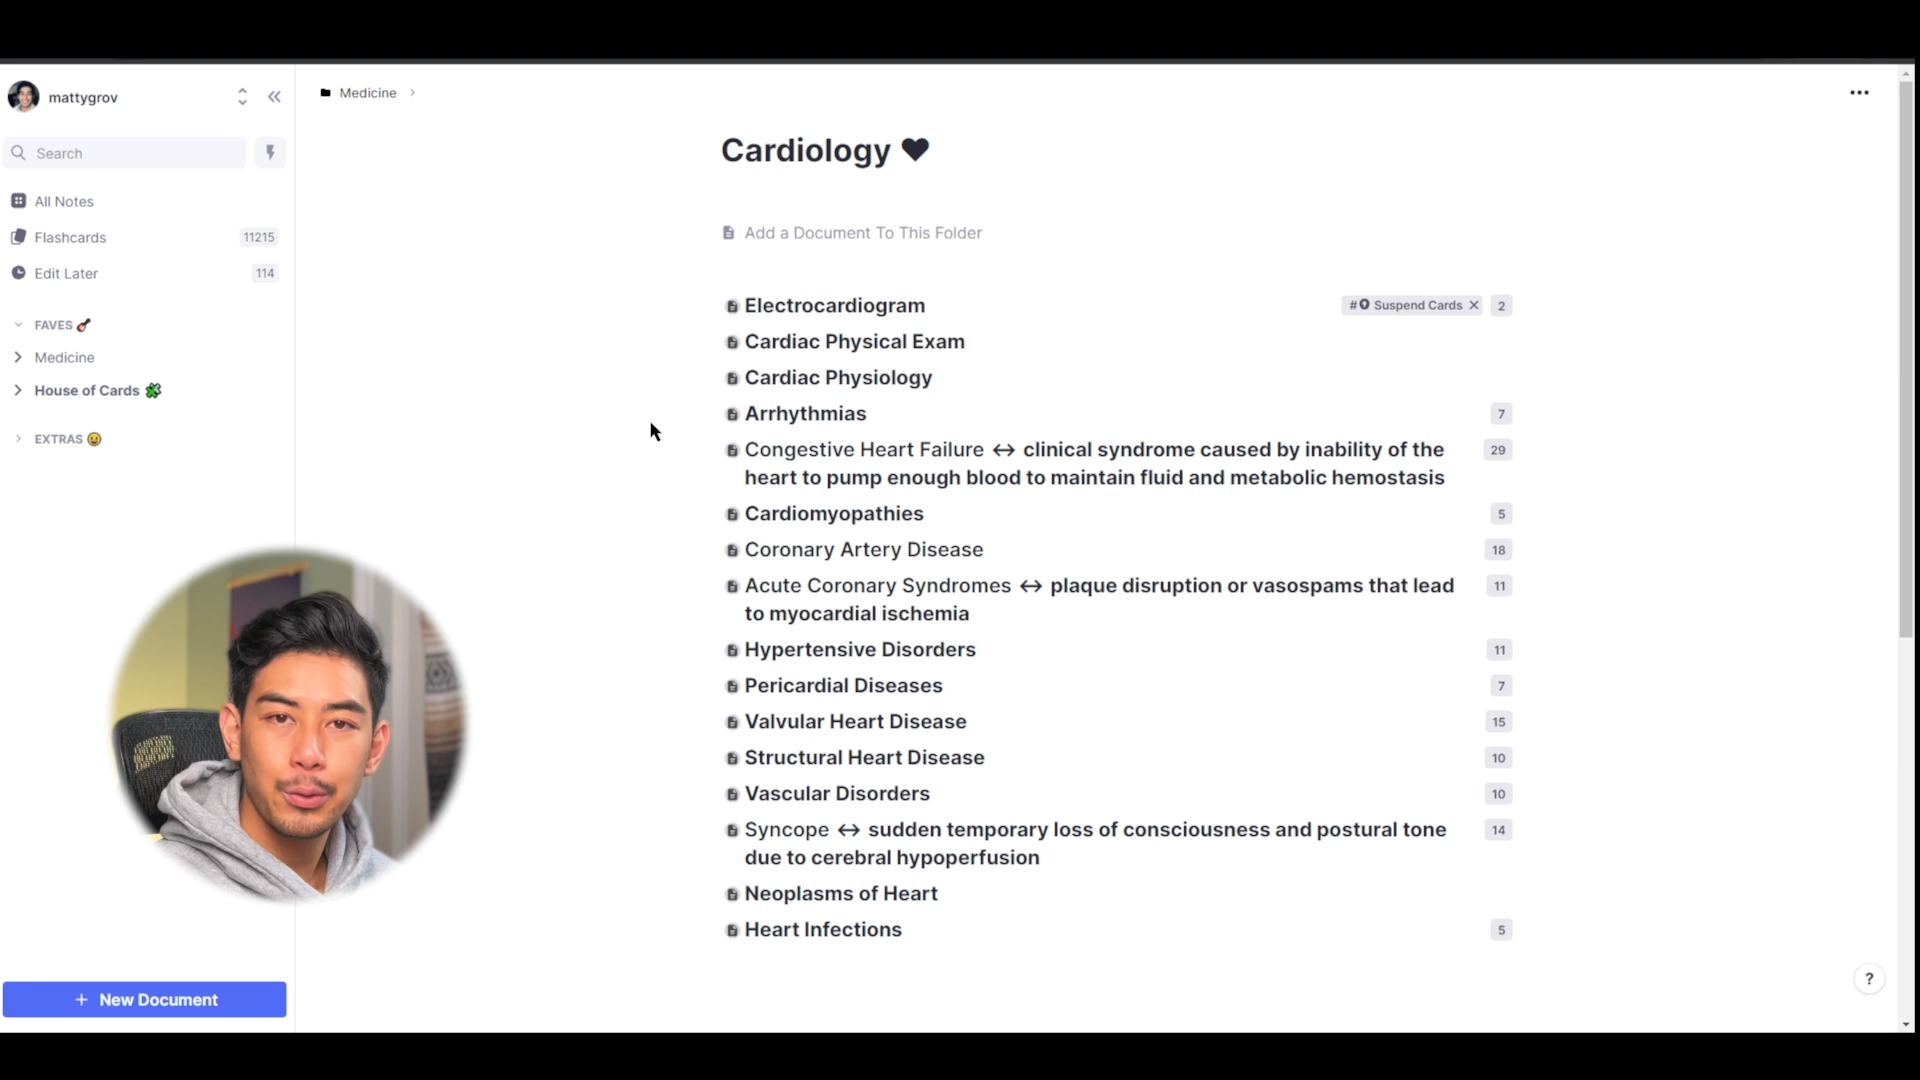 mattygrov
Search
All Notes
Flashcards 11215
Edit Later 114
FAVES 🎸
Medicine
House of Cards 🧩
EXTRAS 😀
+ New Document
Medicine >
Cardiology ♥
Add a Document To This Folder
Electrocardiogram # Suspend Cards × 2
Cardiac Physical Exam
Cardiac Physiology
Arrhythmias 7
Congestive Heart Failure ↔ clinical syndrome caused by inability of the 29
heart to pump enough blood to maintain fluid and metabolic hemostasis
Cardiomyopathies 5
Coronary Artery Disease 18
Acute Coronary Syndromes ↔ plaque disruption or vasospams that lead 11
to myocardial ischemia
Hypertensive Disorders 11
Pericardial Diseases 7
Valvular Heart Disease 15
Structural Heart Disease 10
Vascular Disorders 10
Syncope ↔ sudden temporary loss of consciousness and postural tone 14
due to cerebral hypoperfusion
Neoplasms of Heart
Heart Infections 5
?